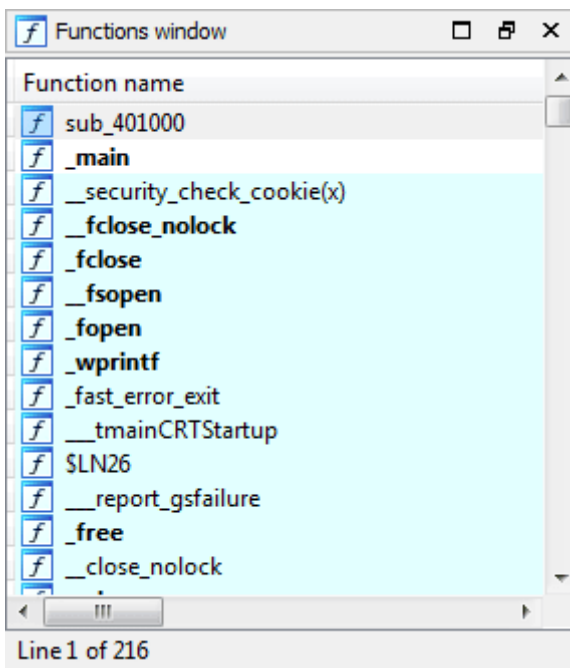 Functions window
Function name
sub_401000
_main
__security_check_cookie(x)
__fclose_nolock
_fclose
__fsopen
_fopen
_wprintf
_fast_error_exit
___tmainCRTStartup
$LN26
___report_gsfailure
_free
__close_nolock
Line 1 of 216